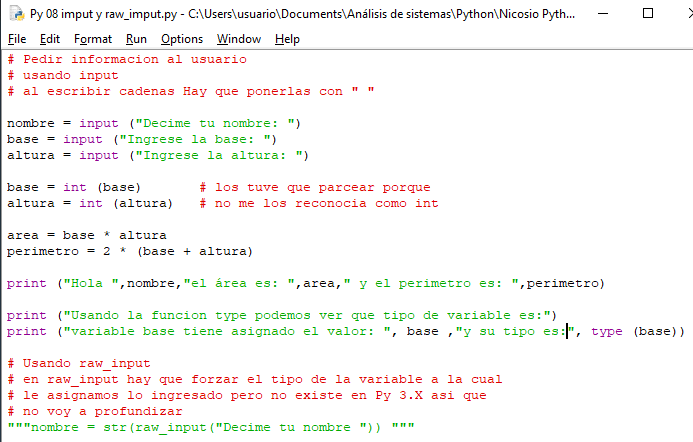 Py 08 imput y raw_imput.py - C:\Users\usuario\Documents\Análisis de sistemas\Python\Nicosio Pyth...
File Edit Format Run Options Window Help
# Pedir informacion al usuario
# usando input
# al escribir cadenas Hay que ponerlas con " "
nombre = input ("Decime tu nombre: ")
base = input ("Ingrese la base: ")
altura = input ("Ingrese la altura: ")
base = int (base) # los tuve que parcear porque
altura = int (altura) # no me los reconocia como int
area = base * altura
perimetro = 2 * (base + altura)
print ("Hola ",nombre,"el área es: ",area," y el perimetro es: ",perimetro)
print ("Usando la funcion type podemos ver que tipo de variable es:")
print ("variable base tiene asignado el valor: ", base ,"y su tipo es:", type (base))
# Usando raw_input
# en raw_input hay que forzar el tipo de la variable a la cual
# le asignamos lo ingresado pero no existe en Py 3.X asi que
# no voy a profundizar
"""nombre = str(raw_input("Decime tu nombre ")) """